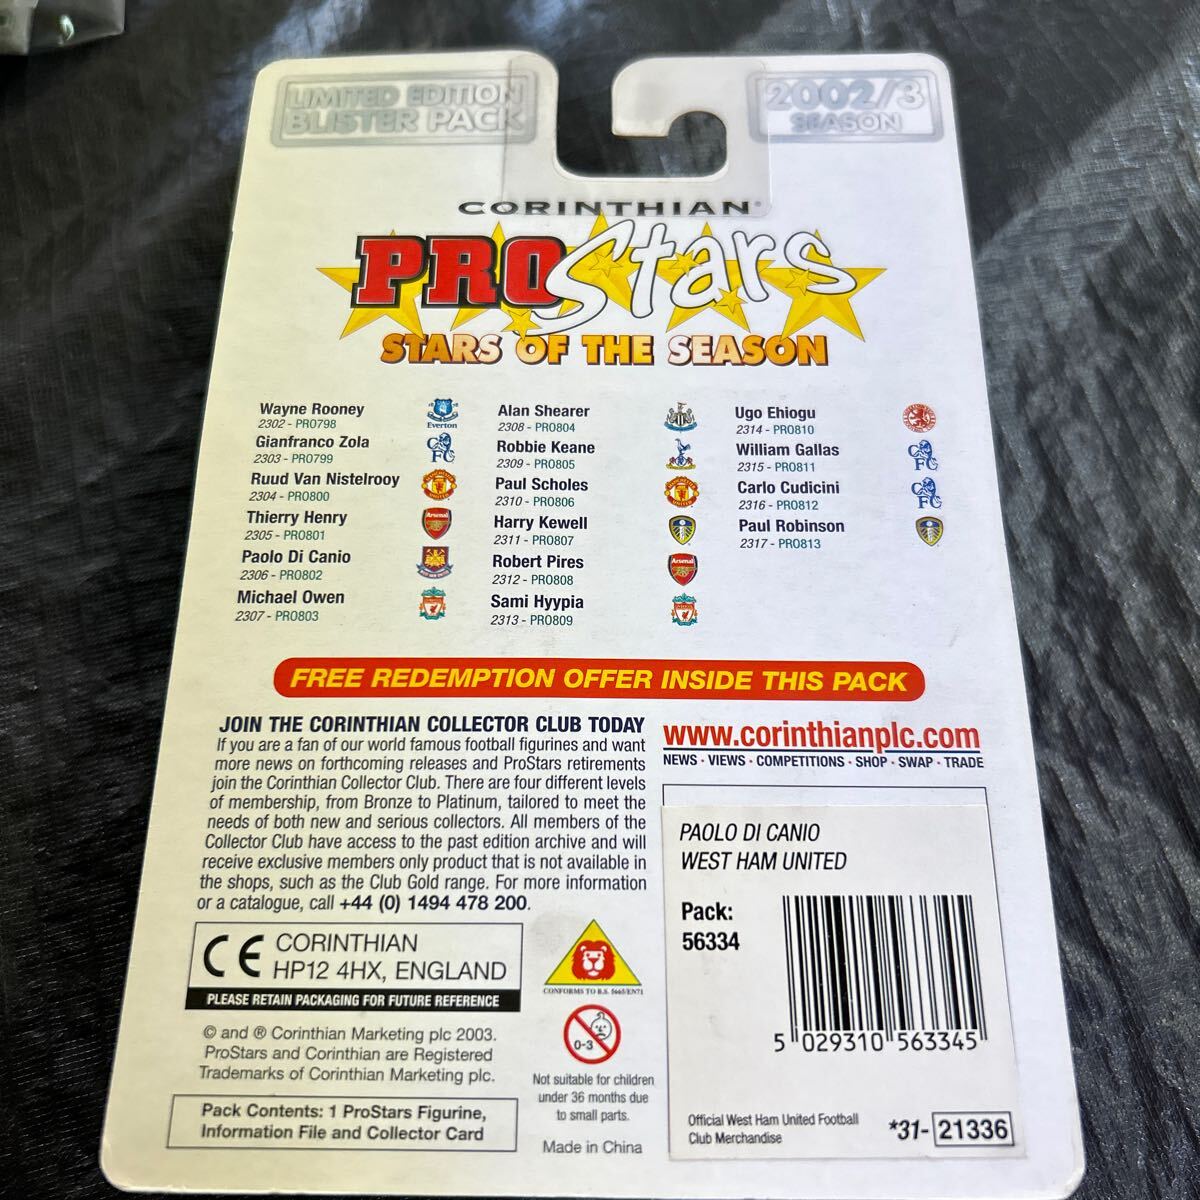 LIMITED EDITION
BLISTER PACK
2002/3
SEASON
CORINTHIAN®
PROStars
STARS OF THE SEASON
Wayne Rooney
2302 - PRO798
Everton
Gianfranco Zola
2303 - PRO799
Ruud Van Nistelrooy
2304 - PRO800
Thierry Henry
2305 - PRO801
Arsenal
Paolo Di Canio
2306 - PRO802
Michael Owen
2307 - PRO803
Alan Shearer
2308 - PRO804
Robbie Keane
2309 - PRO805
Paul Scholes
2310 - PRO806
Harry Kewell
2311 - PRO807
Robert Pires
2312 - PRO808
Arsenal
Sami Hyypia
2313 - PRO809
Ugo Ehiogu
2314 - PRO810
William Gallas
2315 - PRO811
Carlo Cudicini
2316 - PRO812
Paul Robinson
2317 - PRO813
FREE REDEMPTION OFFER INSIDE THIS PACK
JOIN THE CORINTHIAN COLLECTOR CLUB TODAY
If you are a fan of our world famous football figurines and want
more news on forthcoming releases and ProStars retirements
join the Corinthian Collector Club. There are four different levels
of membership, from Bronze to Platinum, tailored to meet the
needs of both new and serious collectors. All members of the
Collector Club have access to the past edition archive and will
receive exclusive members only product that is not available in
the shops, such as the Club Gold range. For more information
or a catalogue, call +44 (0) 1494 478 200.
www.corinthianplc.com
NEWS · VIEWS · COMPETITIONS · SHOP · SWAP · TRADE
PAOLO DI CANIO
WEST HAM UNITED
Pack:
56334
5 029310 563345
Official West Ham United Football
Club Merchandise
*31- 21336
CE CORINTHIAN
HP12 4HX, ENGLAND
PLEASE RETAIN PACKAGING FOR FUTURE REFERENCE
© and ® Corinthian Marketing plc 2003.
ProStars and Corinthian are Registered
Trademarks of Corinthian Marketing plc.
Pack Contents: 1 ProStars Figurine,
Information File and Collector Card
CONFORMS TO B.S. 5665/EN71
0-3
Not suitable for children
under 36 months due
to small parts.
Made in China